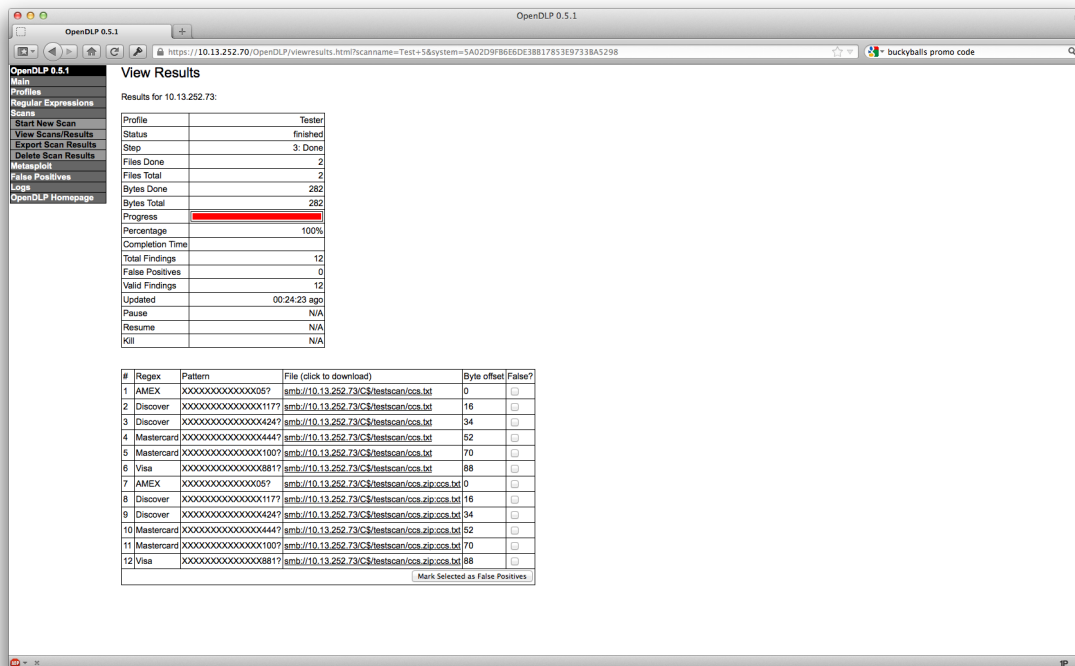 OpenDLP 0.5.1
OpenDLP 0.5.1
https://10.13.252.70/OpenDLP/viewresults.html?scanname=Test+5&system=5A02D9FB6E6DE3BB17853E9733BA5298
buckyballs promo code
OpenDLP 0.5.1
Main
Profiles
Regular Expressions
Scans
Start New Scan
View Scans/Results
Export Scan Results
Delete Scan Results
Metasploit
False Positives
Logs
OpenDLP Homepage
View Results
Results for 10.13.252.73:
Profile Tester
Status finished
Step 3: Done
Files Done 2
Files Total 2
Bytes Done 282
Bytes Total 282
Progress
Percentage 100%
Completion Time
Total Findings 12
False Positives 0
Valid Findings 12
Updated 00:24:23 ago
Pause N/A
Resume N/A
Kill N/A
# Regex Pattern File (click to download) Byte offset False?
1 AMEX XXXXXXXXXXXXX05? smb://10.13.252.73/C$/testscan/ccs.txt 0
2 Discover XXXXXXXXXXXXXX117? smb://10.13.252.73/C$/testscan/ccs.txt 16
3 Discover XXXXXXXXXXXXXX424? smb://10.13.252.73/C$/testscan/ccs.txt 34
4 Mastercard XXXXXXXXXXXXXX444? smb://10.13.252.73/C$/testscan/ccs.txt 52
5 Mastercard XXXXXXXXXXXXXX100? smb://10.13.252.73/C$/testscan/ccs.txt 70
6 Visa XXXXXXXXXXXXXX881? smb://10.13.252.73/C$/testscan/ccs.txt 88
7 AMEX XXXXXXXXXXXXX05? smb://10.13.252.73/C$/testscan/ccs.zip:ccs.txt 0
8 Discover XXXXXXXXXXXXXX117? smb://10.13.252.73/C$/testscan/ccs.zip:ccs.txt 16
9 Discover XXXXXXXXXXXXXX424? smb://10.13.252.73/C$/testscan/ccs.zip:ccs.txt 34
10 Mastercard XXXXXXXXXXXXXX444? smb://10.13.252.73/C$/testscan/ccs.zip:ccs.txt 52
11 Mastercard XXXXXXXXXXXXXX100? smb://10.13.252.73/C$/testscan/ccs.zip:ccs.txt 70
12 Visa XXXXXXXXXXXXXX881? smb://10.13.252.73/C$/testscan/ccs.zip:ccs.txt 88
Mark Selected as False Positives